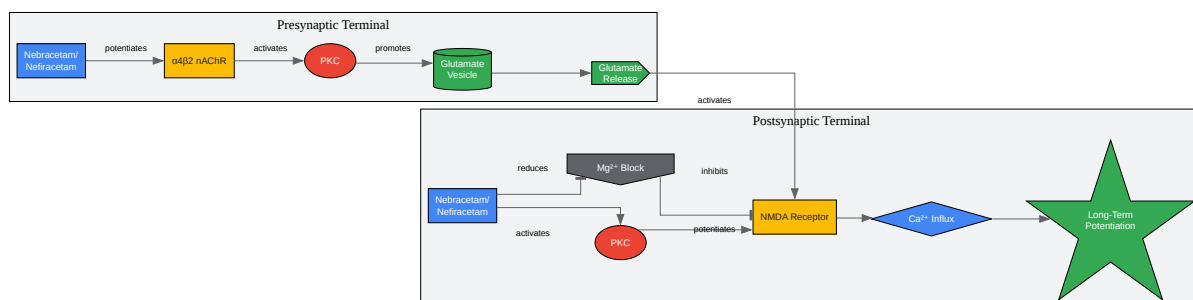 Presynaptic Terminal
Nebracetam/
Nefiracetam
potentiates
α4β2 nAChR
activates
PKC
promotes
Glutamate
Vesicle
Glutamate
Release
activates
Postsynaptic Terminal
Nebracetam/
Nefiracetam
reduces
Mg²⁺ Block
inhibits
activates
PKC
potentiates
NMDA Receptor
Ca²⁺ Influx
Long-Term
Potentiation